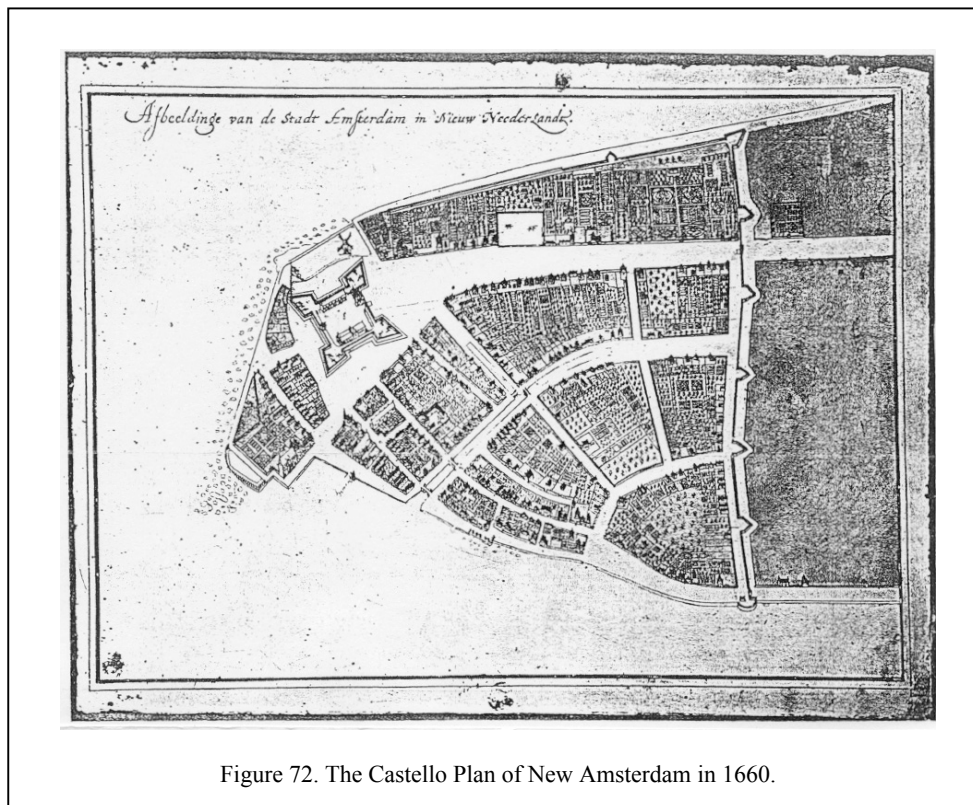 Afbeeldinge van de Stadt Amsterdam in Nieuw Neederlandt.
Figure 72. The Castello Plan of New Amsterdam in 1660.